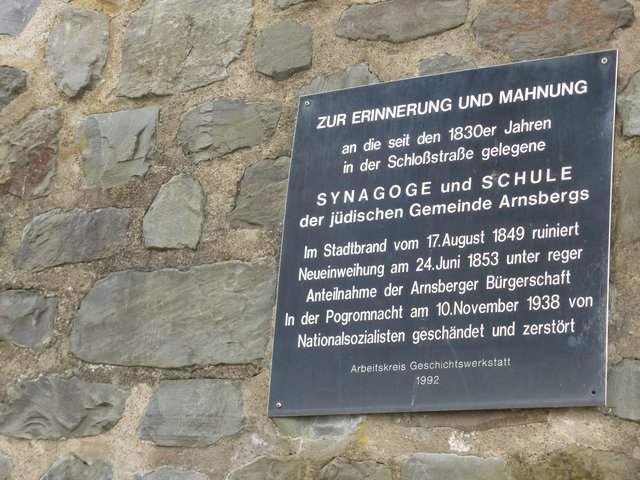 ZUR ERINNERUNG UND MAHNUNG
an die seit den 1830er Jahren
in der Schloßstraße gelegene
SYNAGOGE und SCHULE
der jüdischen Gemeinde Arnsbergs
Im Stadtbrand vom 17.August 1849 ruiniert
Neueinweihung am 24.Juni 1853 unter reger
Anteilnahme der Arnsberger Bürgerschaft
In der Pogromnacht am 10.November 1938 von
Nationalsozialisten geschändet und zerstört
Arbeitskreis Geschichtswerkstatt
1992